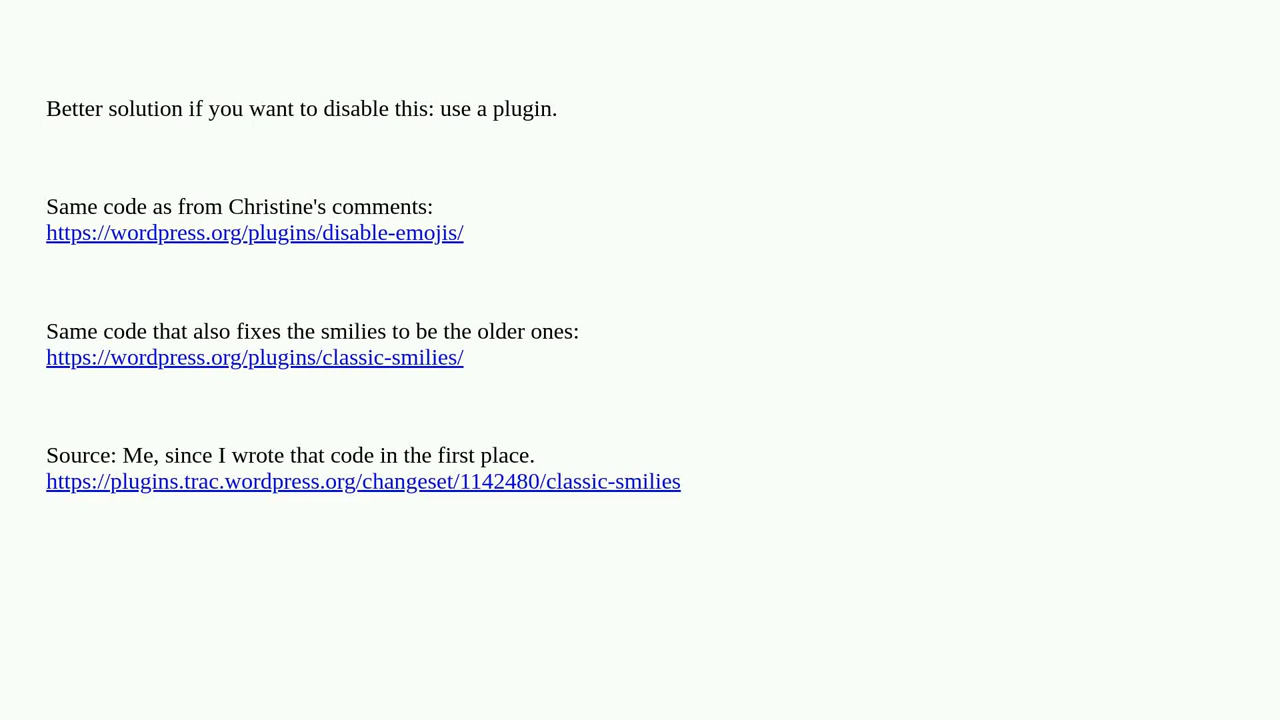 Better solution if you want to disable this: use a plugin.
Same code as from Christine's comments:
https://wordpress.org/plugins/disable-emojis/
Same code that also fixes the smilies to be the older ones:
https://wordpress.org/plugins/classic-smilies/
Source: Me, since I wrote that code in the first place.
https://plugins.trac.wordpress.org/changeset/1142480/classic-smilies